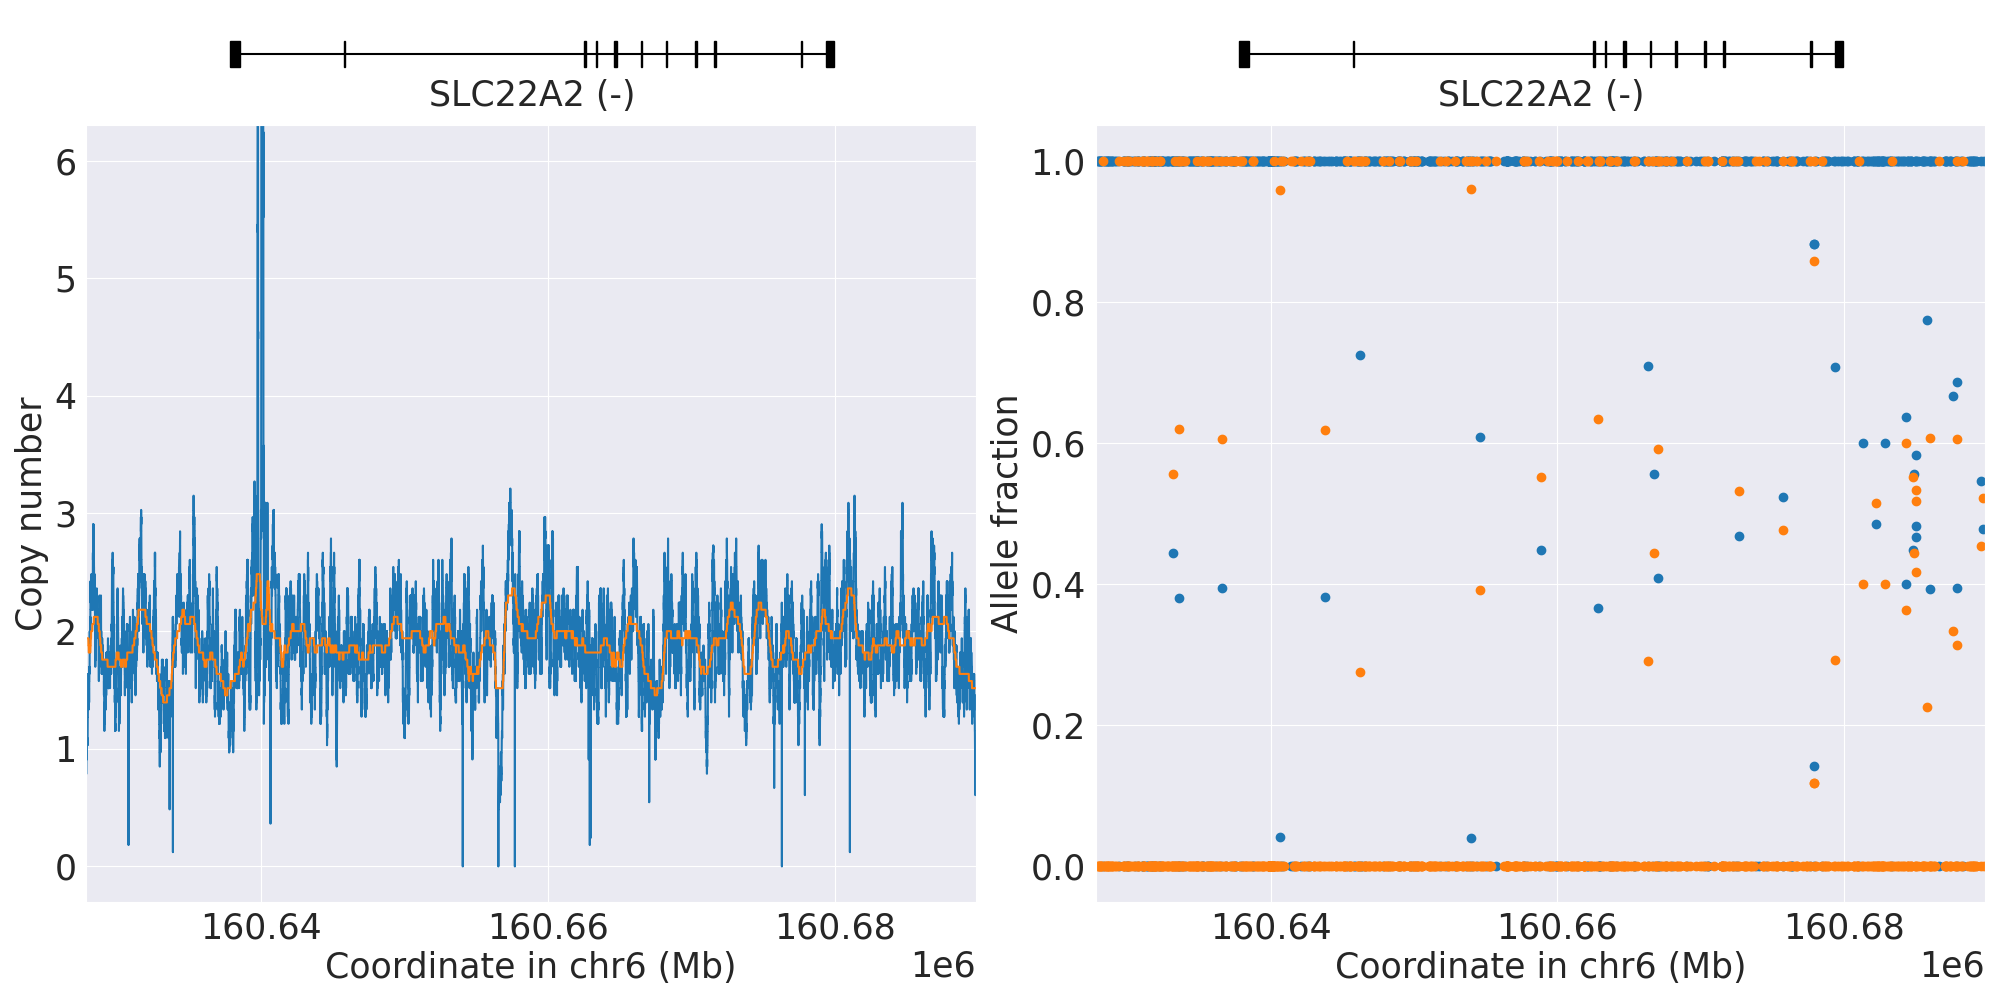 SLC22A2 (-)
SLC22A2 (-)
Copy number
6
5
4
3
2
1
0
160.64
160.66
160.68
Coordinate in chr6 (Mb)
1e6
Allele fraction
1.0
0.8
0.6
0.4
0.2
0.0
160.64
160.66
160.68
Coordinate in chr6 (Mb)
1e6